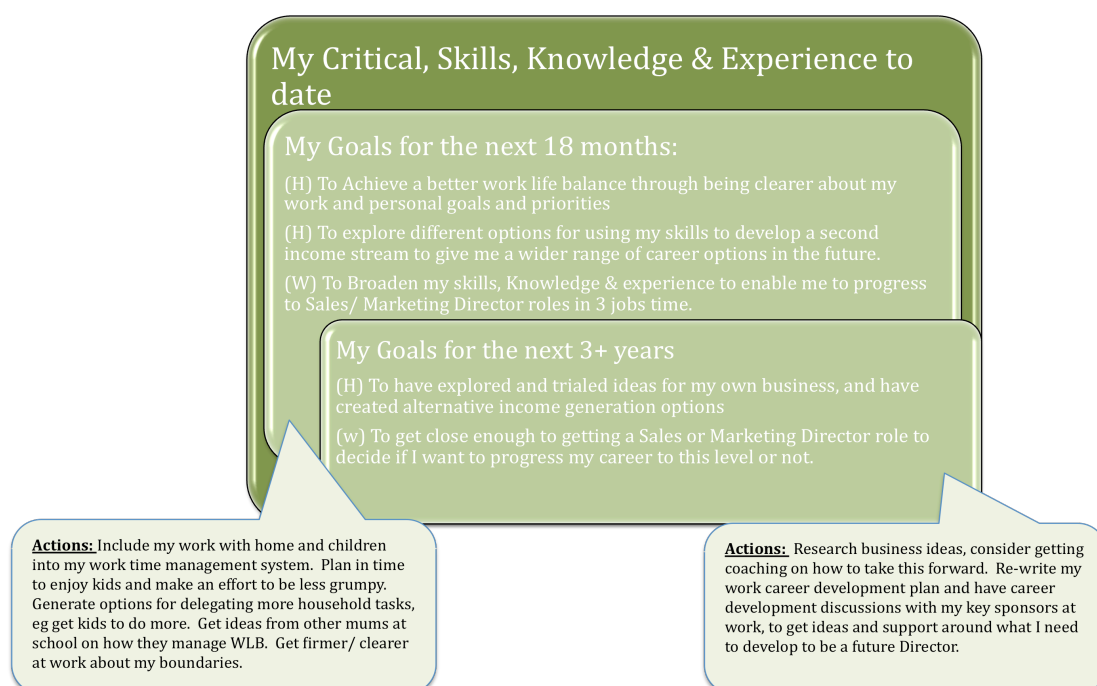 My Critical, Skills, Knowledge & Experience to
date
My Goals for the next 18 months:
(H) To Achieve a better work life balance through being clearer about my
work and personal goals and priorities
(H) To explore different options for using my skills to develop a second
income stream to give me a wider range of career options in the future.
(W) To Broaden my skills, Knowledge & experience to enable me to progress
to Sales/ Marketing Director roles in 3 jobs time.
My Goals for the next 3+ years
(H) To have explored and trialed ideas for my own business, and have
created alternative income generation options
(w) To get close enough to getting a Sales or Marketing Director role to
decide if I want to progress my career to this level or not.
Actions: Include my work with home and children
into my work time management system. Plan in time
to enjoy kids and make an effort to be less grumpy.
Generate options for delegating more household tasks,
eg get kids to do more. Get ideas from other mums at
school on how they manage WLB. Get firmer/ clearer
at work about my boundaries.
Actions: Research business ideas, consider getting
coaching on how to take this forward. Re-write my
work career development plan and have career
development discussions with my key sponsors at
work, to get ideas and support around what I need
to develop to be a future Director.